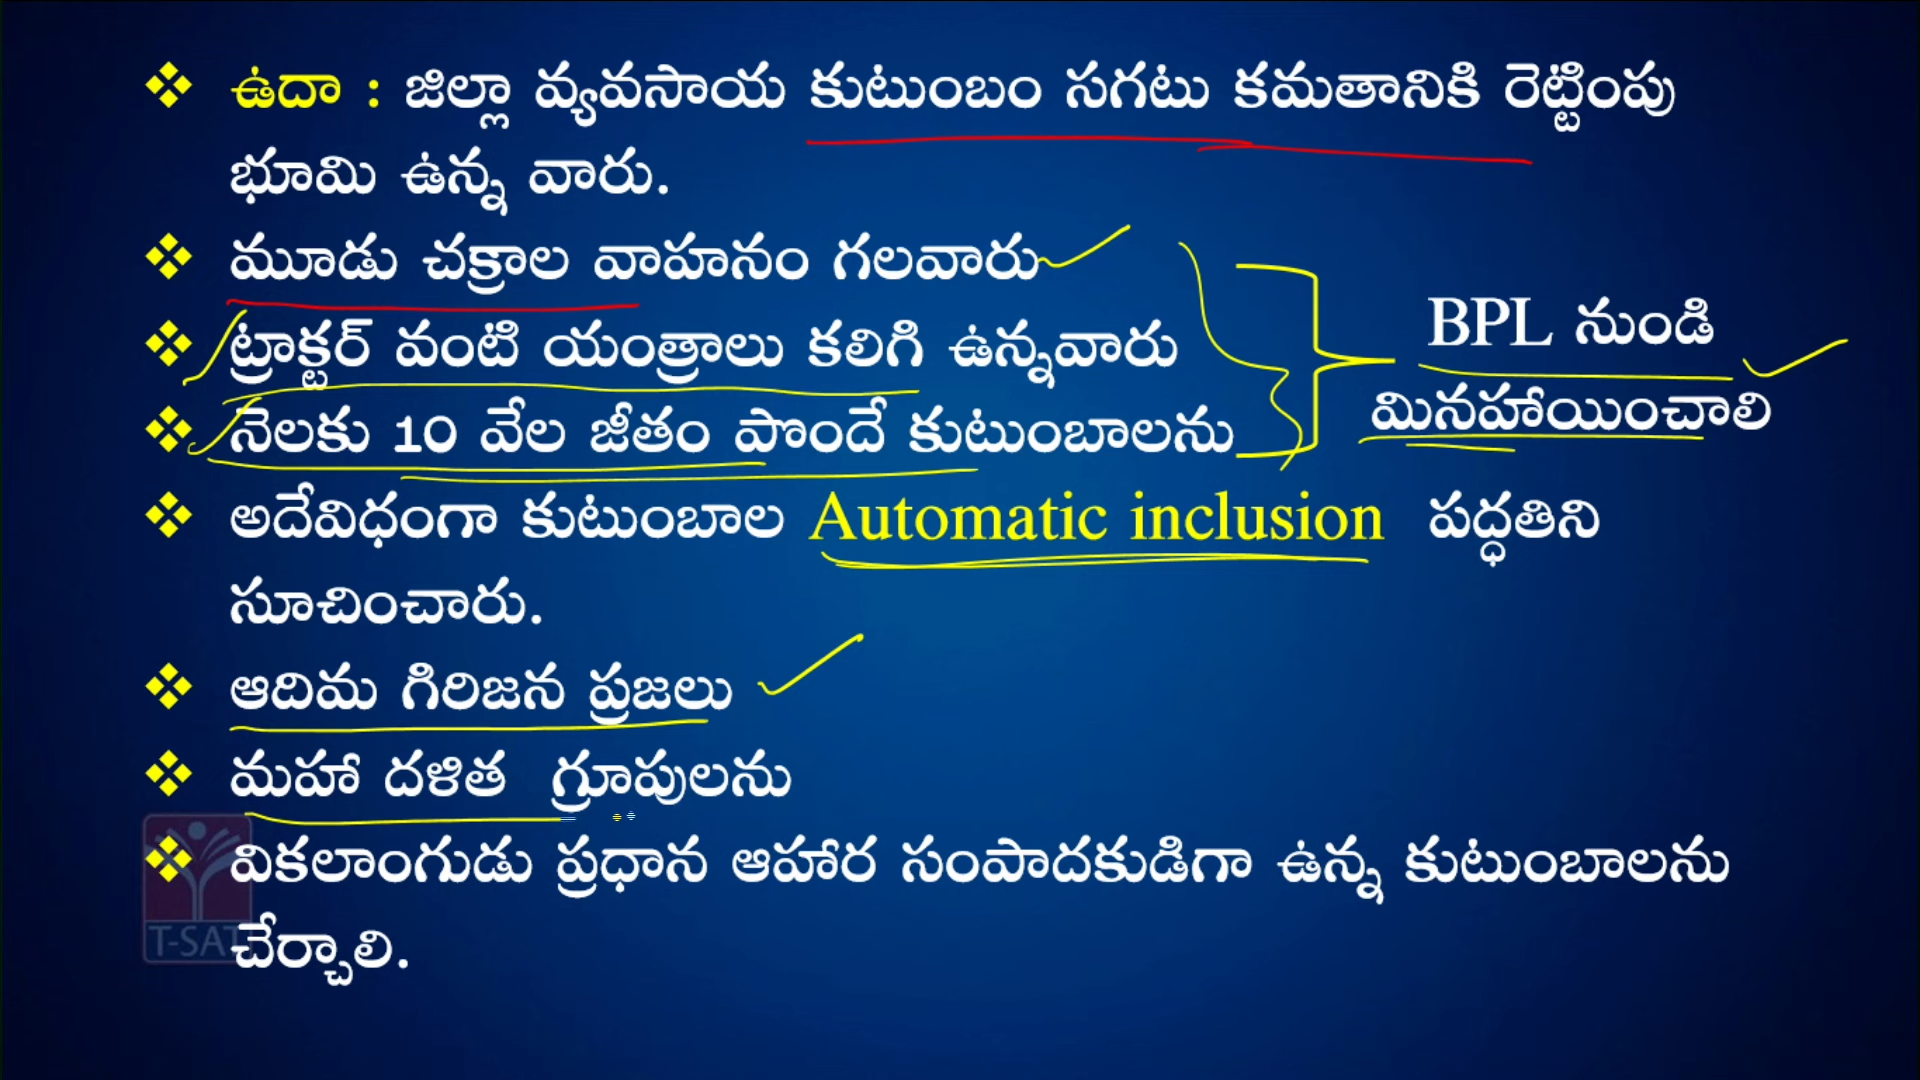 ❖ ఉదా : జిల్లా వ్యవసాయ కుటుంబం సగటు కమతానికి రెట్టింపు
భూమి ఉన్న వారు.
❖ మూడు చక్రాల వాహనం గలవారు
❖ ట్రాక్టర్ వంటి యంత్రాలు కలిగి ఉన్నవారు
❖ నెలకు 10 వేల జీతం పొందే కుటుంబాలను
BPL నుండి
మినహాయించాలి
❖ అదేవిధంగా కుటుంబాల Automatic inclusion పద్ధతిని
సూచించారు.
❖ ఆదిమ గిరిజన ప్రజలు
❖ మహా దళిత గ్రూపులను
❖ వికలాంగుడు ప్రధాన ఆహార సంపాదకుడిగా ఉన్న కుటుంబాలను
చేర్చాలి.
T-SAT